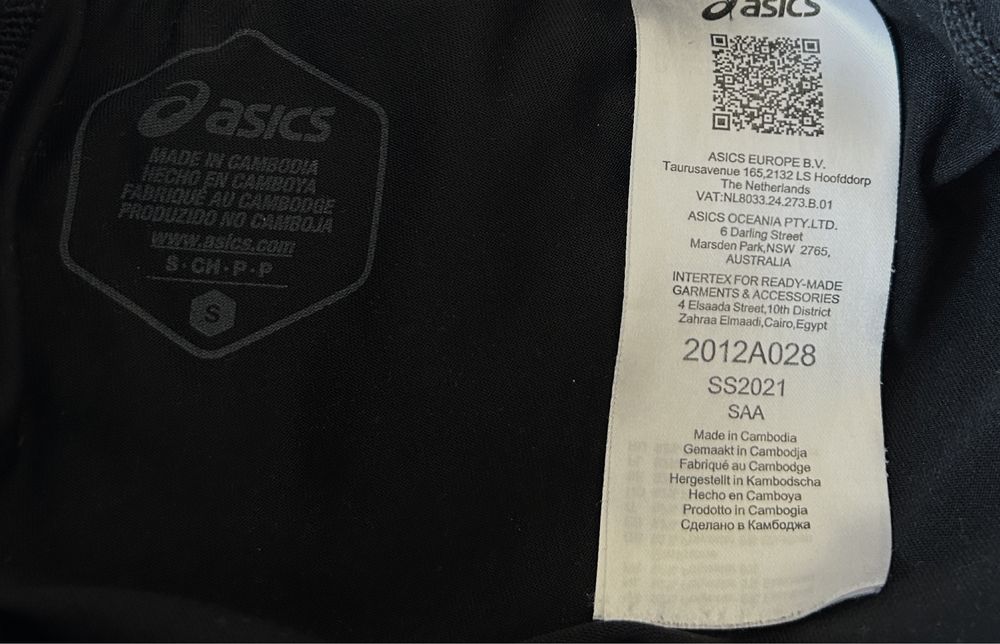 asics
MADE IN CAMBODIA
HECHO EN CAMBOYA
FABRIQUÉ AU CAMBODGE
PRODUZIDO NO CAMBOJA
www.asics.com
S·CH·P·P
S
asics
ASICS EUROPE B.V.
Taurusavenue 165,2132 LS Hoofddorp
The Netherlands
VAT:NL8033.24.273.B.01
ASICS OCEANIA PTY.LTD.
6 Darling Street
Marsden Park,NSW 2765,
AUSTRALIA
INTERTEX FOR READY-MADE
GARMENTS & ACCESSORIES
4 Elsaada Street,10th District
Zahraa Elmaadi,Cairo,Egypt
2012A028
SS2021
SAA
Made in Cambodia
Gemaakt in Cambodja
Fabriqué au Cambodge
Hergestellt in Kambodscha
Hecho en Camboya
Prodotto in Cambogia
Сделано в Камбоджа